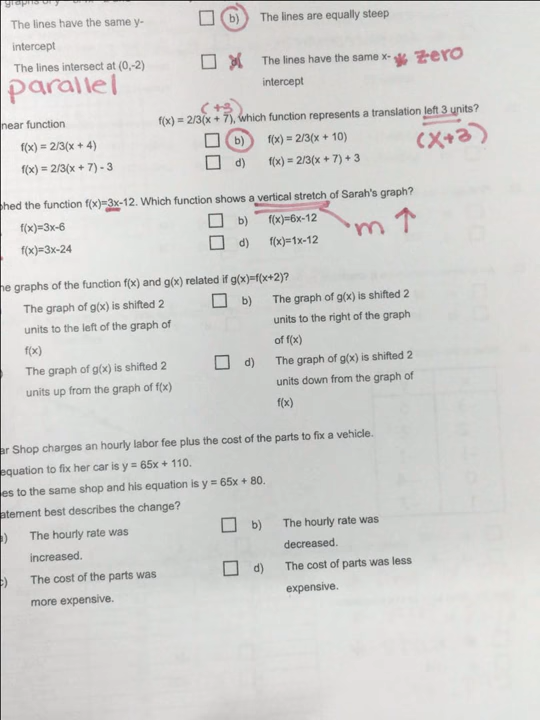 graphs of y
The lines have the same y-
intercept
b) The lines are equally steep
The lines intersect at (0,-2)
d) The lines have the same x-
intercept
* zero
parallel
(+3)
near function f(x) = 2/3(x + 7), which function represents a translation left 3 units?
f(x) = 2/3(x + 4)
b) f(x) = 2/3(x + 10)
(x+3)
f(x) = 2/3(x + 7) - 3
d) f(x) = 2/3(x + 7) + 3
phed the function f(x)=3x-12. Which function shows a vertical stretch of Sarah's graph?
f(x)=3x-6
b) f(x)=6x-12
m ↑
f(x)=3x-24
d) f(x)=1x-12
he graphs of the function f(x) and g(x) related if g(x)=f(x+2)?
The graph of g(x) is shifted 2
units to the left of the graph of
f(x)
b) The graph of g(x) is shifted 2
units to the right of the graph
of f(x)
The graph of g(x) is shifted 2
units up from the graph of f(x)
d) The graph of g(x) is shifted 2
units down from the graph of
f(x)
ar Shop charges an hourly labor fee plus the cost of the parts to fix a vehicle.
equation to fix her car is y = 65x + 110.
es to the same shop and his equation is y = 65x + 80.
atement best describes the change?
) The hourly rate was
increased.
b) The hourly rate was
decreased.
c) The cost of the parts was
more expensive.
d) The cost of parts was less
expensive.